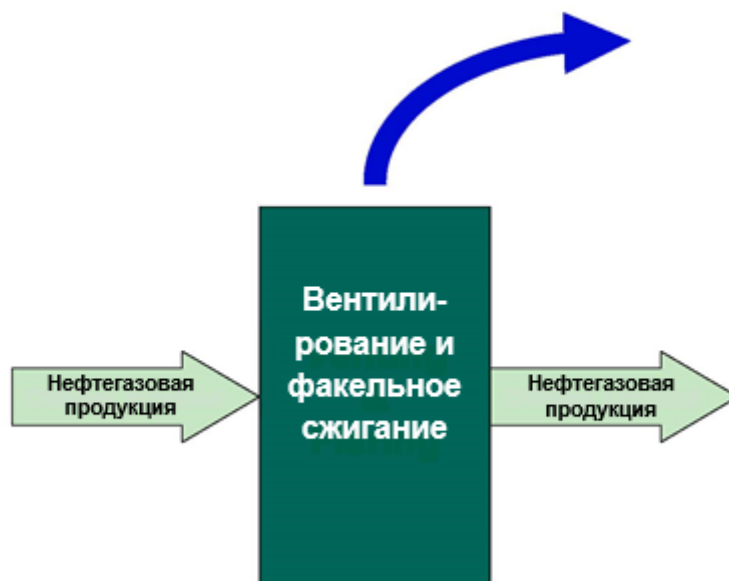 Вентили-
рование и
факельное
сжигание
Нефтегазовая
продукция
Нефтегазовая
продукция